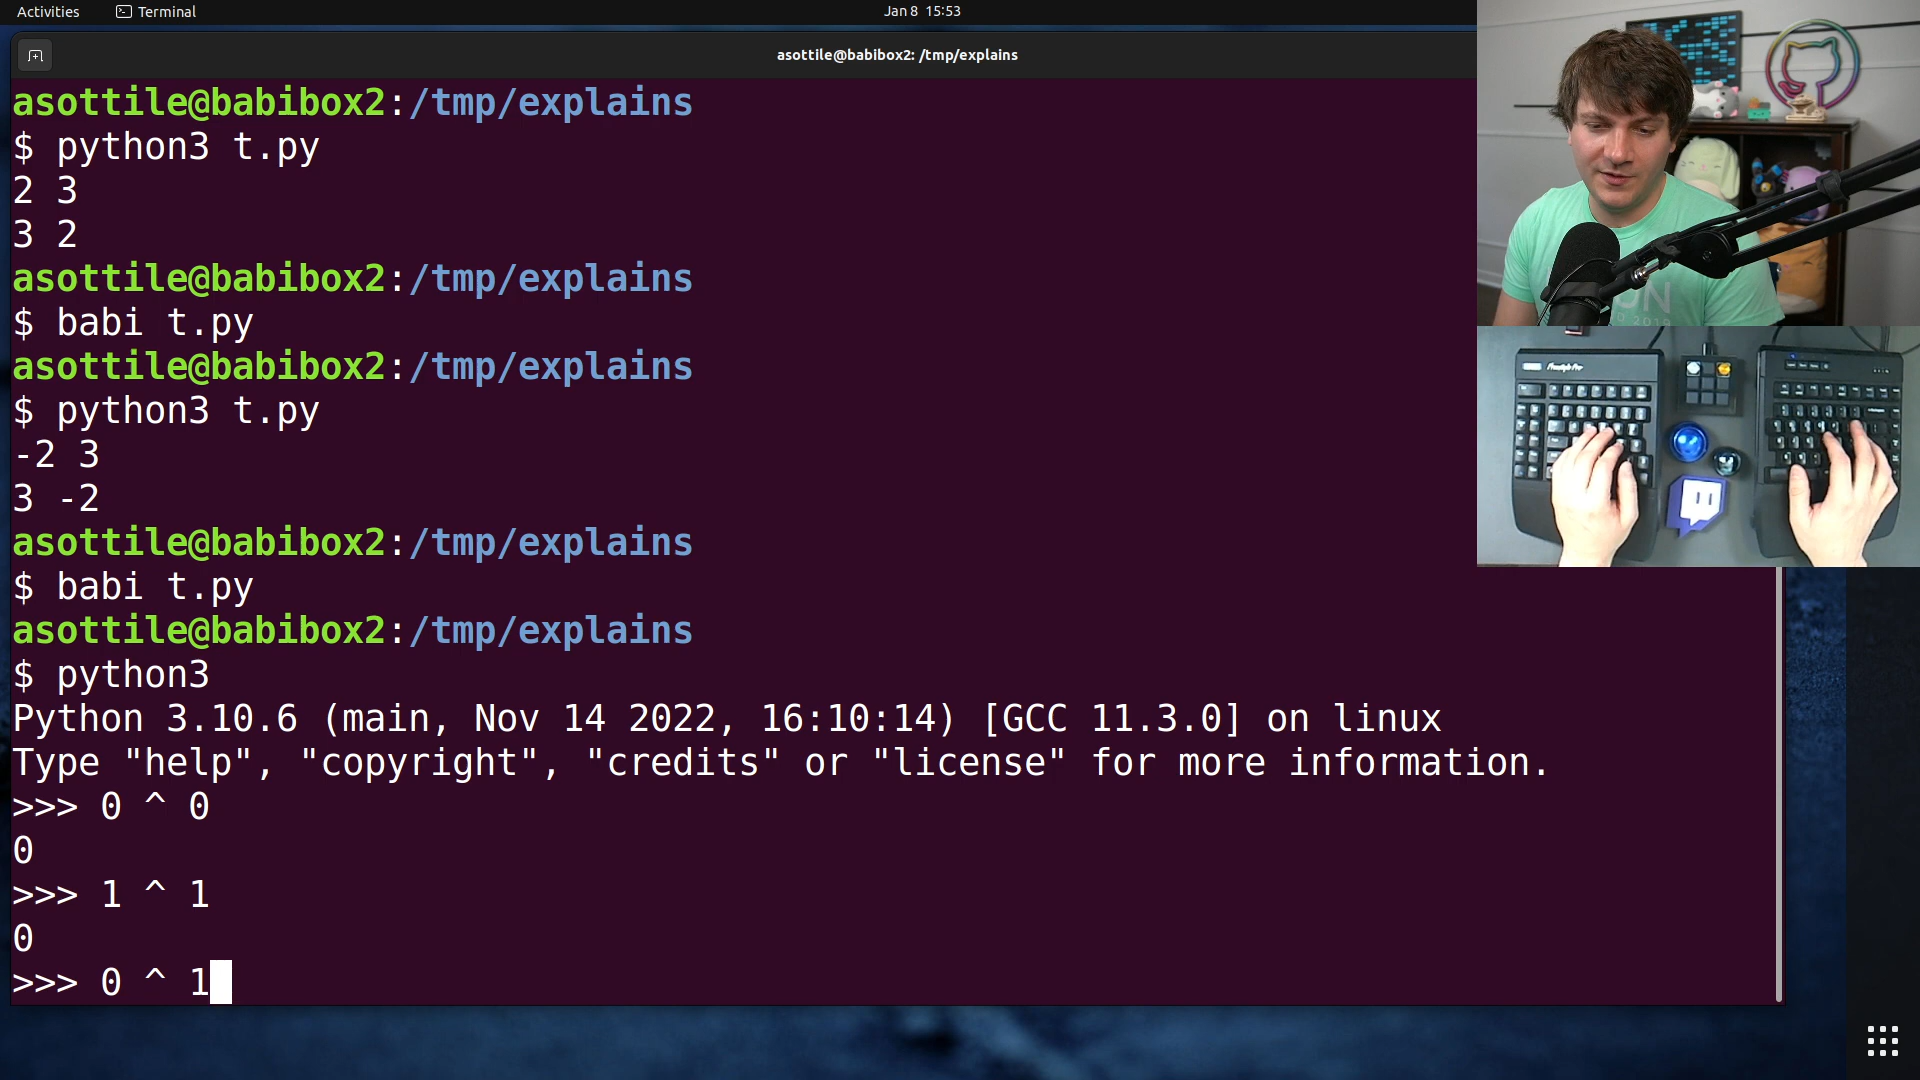 Activities
Terminal
Jan 8 15:53
asottile@babibox2: /tmp/explains
asottile@babibox2:/tmp/explains
$ python3 t.py
2 3
3 2
asottile@babibox2:/tmp/explains
$ babi t.py
asottile@babibox2:/tmp/explains
$ python3 t.py
-2 3
3 -2
asottile@babibox2:/tmp/explains
$ babi t.py
asottile@babibox2:/tmp/explains
$ python3
Python 3.10.6 (main, Nov 14 2022, 16:10:14) [GCC 11.3.0] on linux
Type "help", "copyright", "credits" or "license" for more information.
>>> 0 ^ 0
0
>>> 1 ^ 1
0
>>> 0 ^ 1
Freestyle Pro